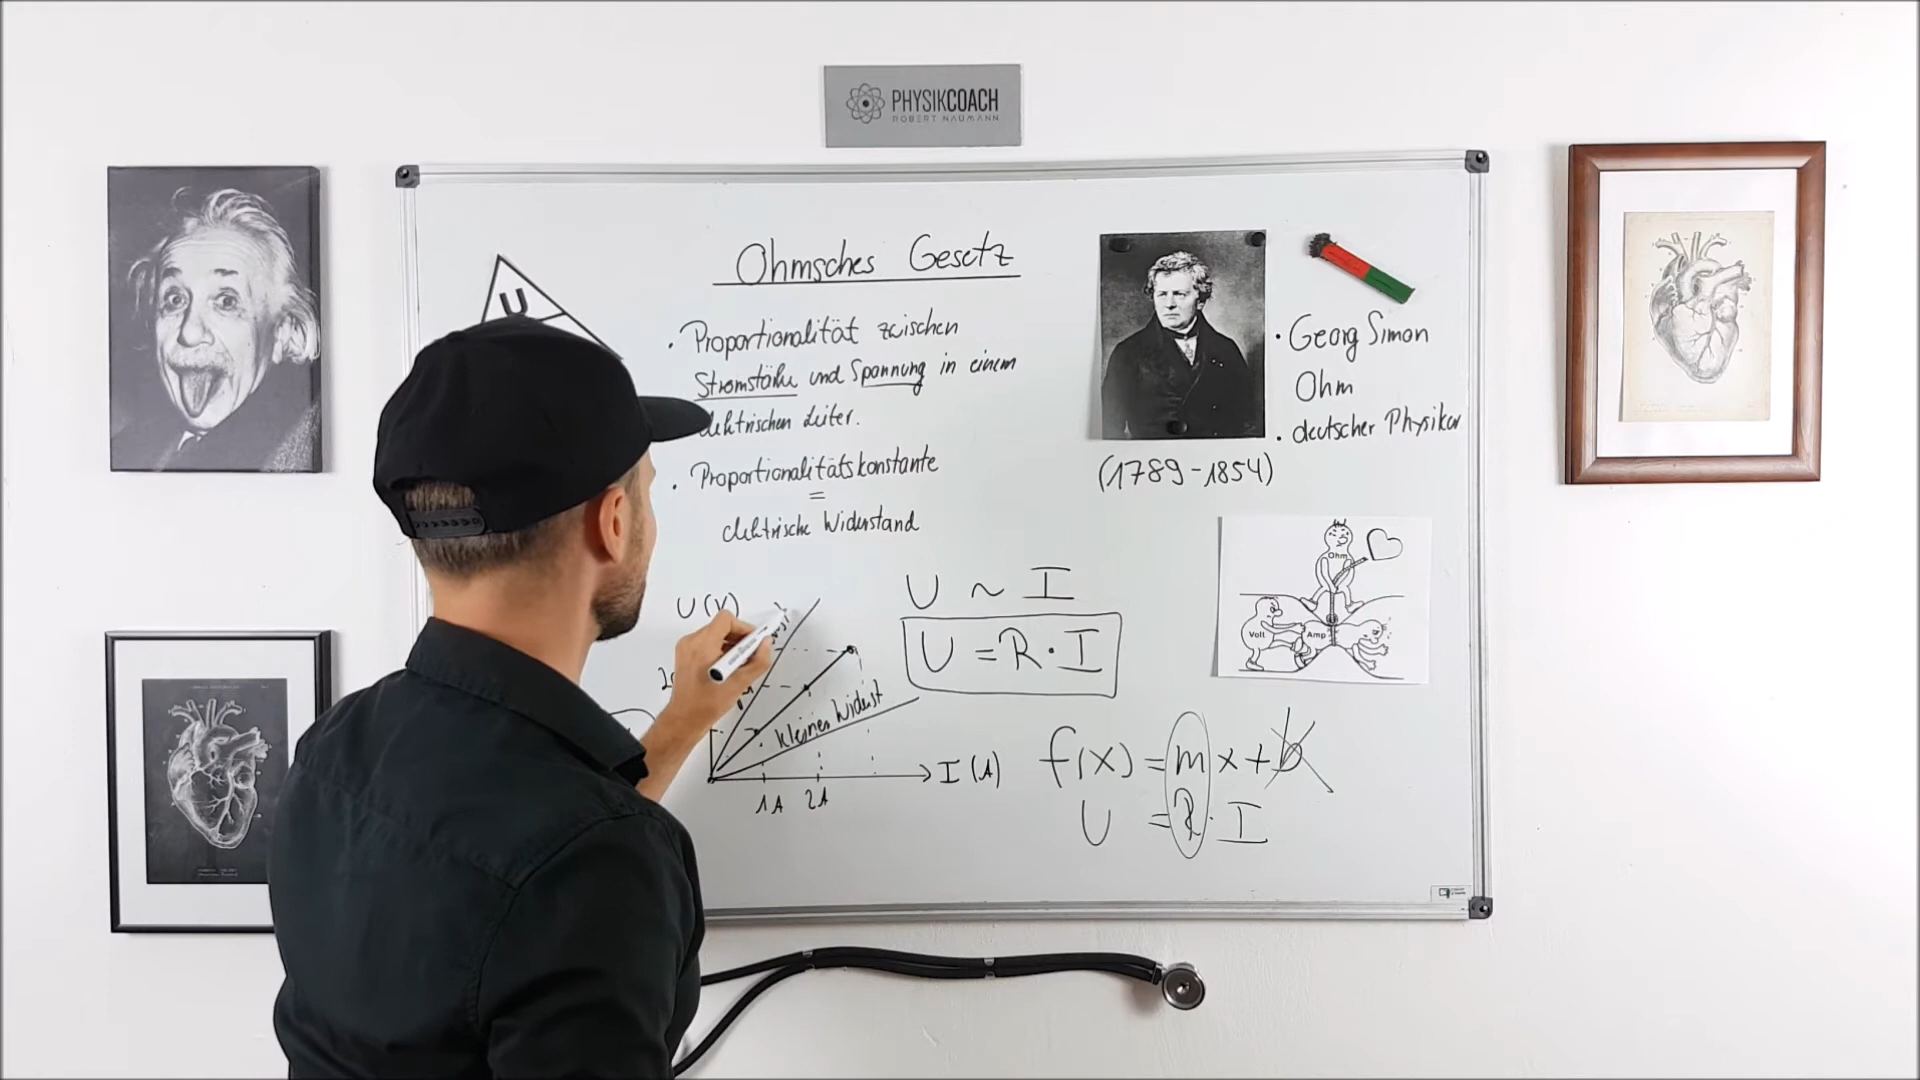 PHYSIKCOACH
ROBERT NAUMANN
Ohmsches Gesetz
U
• Proportionalität zwischen
Stromstärke und Spannung in einem
elektrischen Leiter.
• Proportionalitätskonstante
=
elektrische Widerstand
• Georg Simon
Ohm
• deutscher Physiker
(1789-1854)
Ohm
Volt
Amp
U ~ I
U = R · I
U (V)
kleiner Widerst
I (A)
1A 2A
f(x) = mx + b
U = R · I